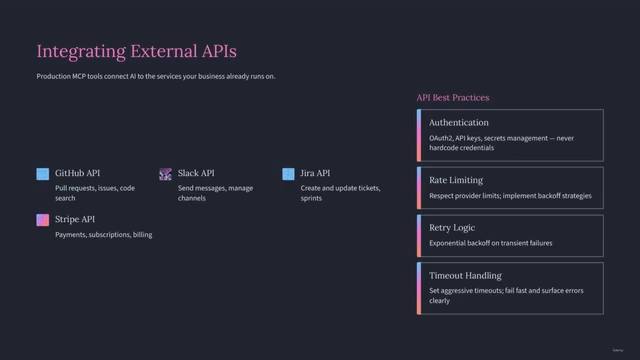 Integrating External APIs
Production MCP tools connect AI to the services your business already runs on.
GitHub API
Pull requests, issues, code
search
Slack API
Send messages, manage
channels
Jira API
Create and update tickets,
sprints
Stripe API
Payments, subscriptions, billing
API Best Practices
Authentication
OAuth2, API keys, secrets management — never
hardcode credentials
Rate Limiting
Respect provider limits; implement backoff strategies
Retry Logic
Exponential backoff on transient failures
Timeout Handling
Set aggressive timeouts; fail fast and surface errors
clearly